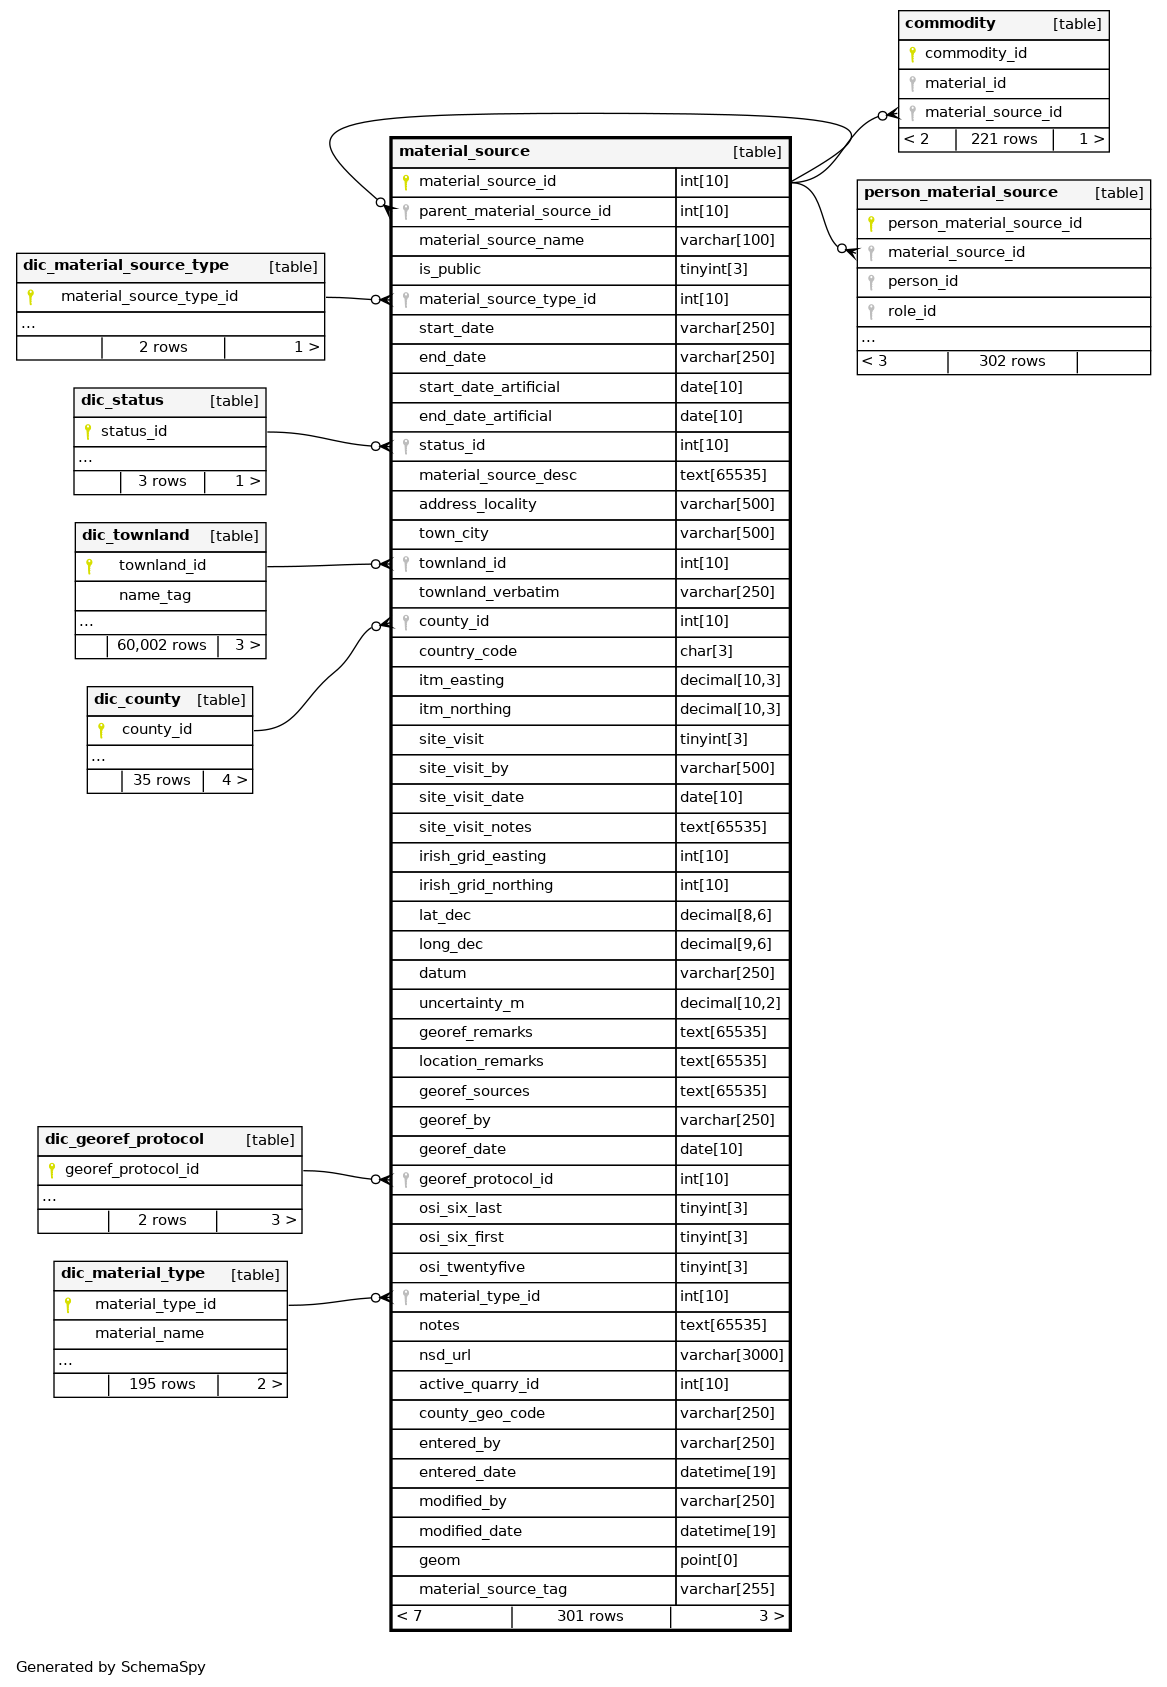 commodity [table]
commodity_id
material_id
material_source_id
< 2 221 rows 1 >
material_source [table]
material_source_id int[10]
parent_material_source_id int[10]
material_source_name varchar[100]
is_public tinyint[3]
material_source_type_id int[10]
start_date varchar[250]
end_date varchar[250]
start_date_artificial date[10]
end_date_artificial date[10]
status_id int[10]
material_source_desc text[65535]
address_locality varchar[500]
town_city varchar[500]
townland_id int[10]
townland_verbatim varchar[250]
county_id int[10]
country_code char[3]
itm_easting decimal[10,3]
itm_northing decimal[10,3]
site_visit tinyint[3]
site_visit_by varchar[500]
site_visit_date date[10]
site_visit_notes text[65535]
irish_grid_easting int[10]
irish_grid_northing int[10]
lat_dec decimal[8,6]
long_dec decimal[9,6]
datum varchar[250]
uncertainty_m decimal[10,2]
georef_remarks text[65535]
location_remarks text[65535]
georef_sources text[65535]
georef_by varchar[250]
georef_date date[10]
georef_protocol_id int[10]
osi_six_last tinyint[3]
osi_six_first tinyint[3]
osi_twentyfive tinyint[3]
material_type_id int[10]
notes text[65535]
nsd_url varchar[3000]
active_quarry_id int[10]
county_geo_code varchar[250]
entered_by varchar[250]
entered_date datetime[19]
modified_by varchar[250]
modified_date datetime[19]
geom point[0]
material_source_tag varchar[255]
< 7 301 rows 3 >
person_material_source [table]
person_material_source_id
material_source_id
person_id
role_id
...
< 3 302 rows
dic_material_source_type [table]
material_source_type_id
...
2 rows 1 >
dic_status [table]
status_id
...
3 rows 1 >
dic_townland [table]
townland_id
name_tag
...
60,002 rows 3 >
dic_county [table]
county_id
...
35 rows 4 >
dic_georef_protocol [table]
georef_protocol_id
...
2 rows 3 >
dic_material_type [table]
material_type_id
material_name
...
195 rows 2 >
Generated by SchemaSpy